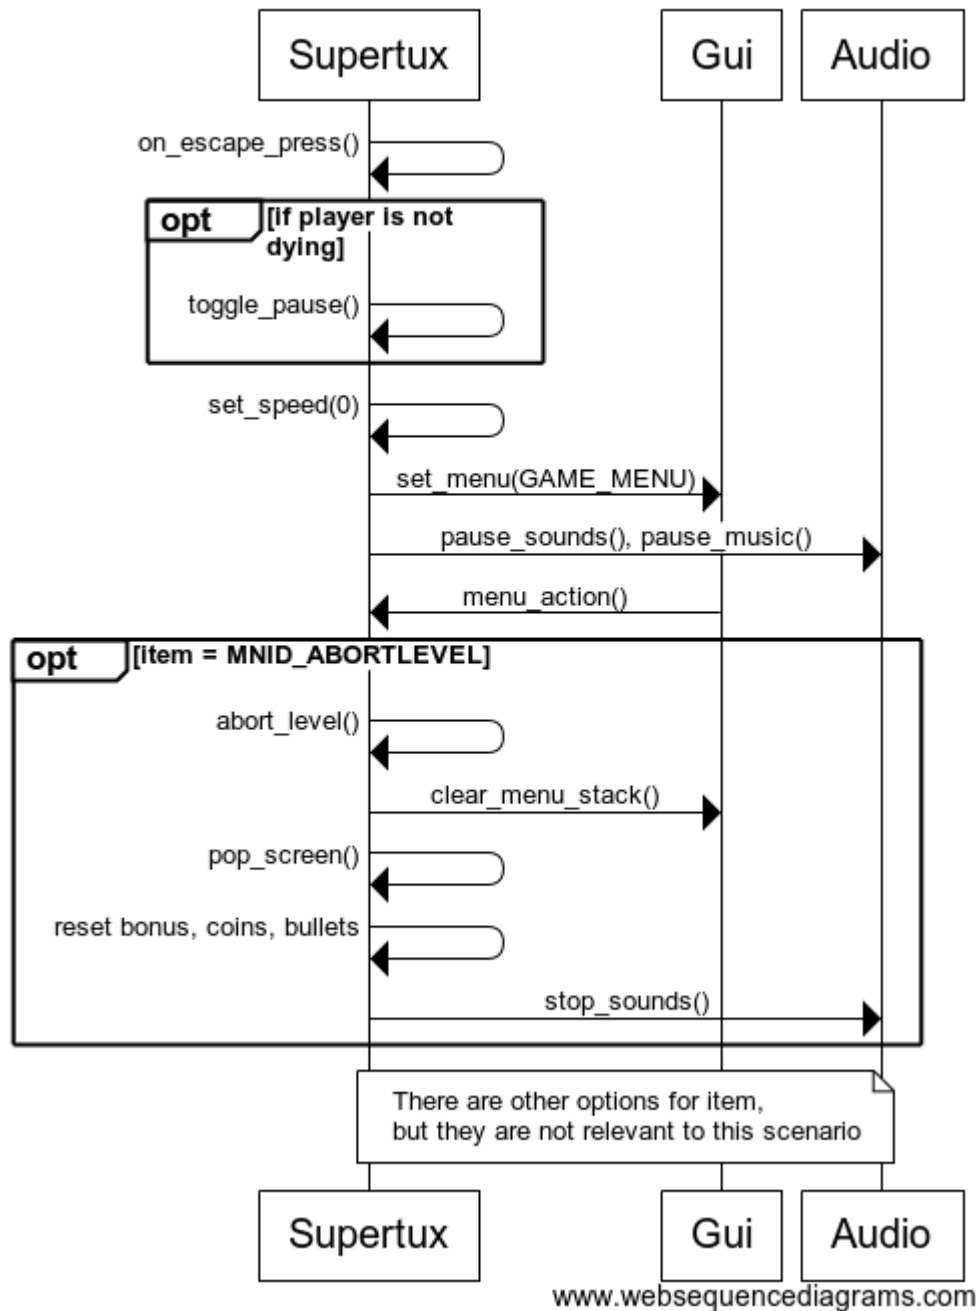 Supertux
Gui
Audio
on_escape_press()
opt
[if player is not
dying]
toggle_pause()
set_speed(0)
set_menu(GAME_MENU)
pause_sounds(), pause_music()
menu_action()
opt
[item = MNID_ABORTLEVEL]
abort_level()
clear_menu_stack()
pop_screen()
reset bonus, coins, bullets
stop_sounds()
There are other options for item,
but they are not relevant to this scenario
Supertux
Gui
Audio
www.websequencediagrams.com